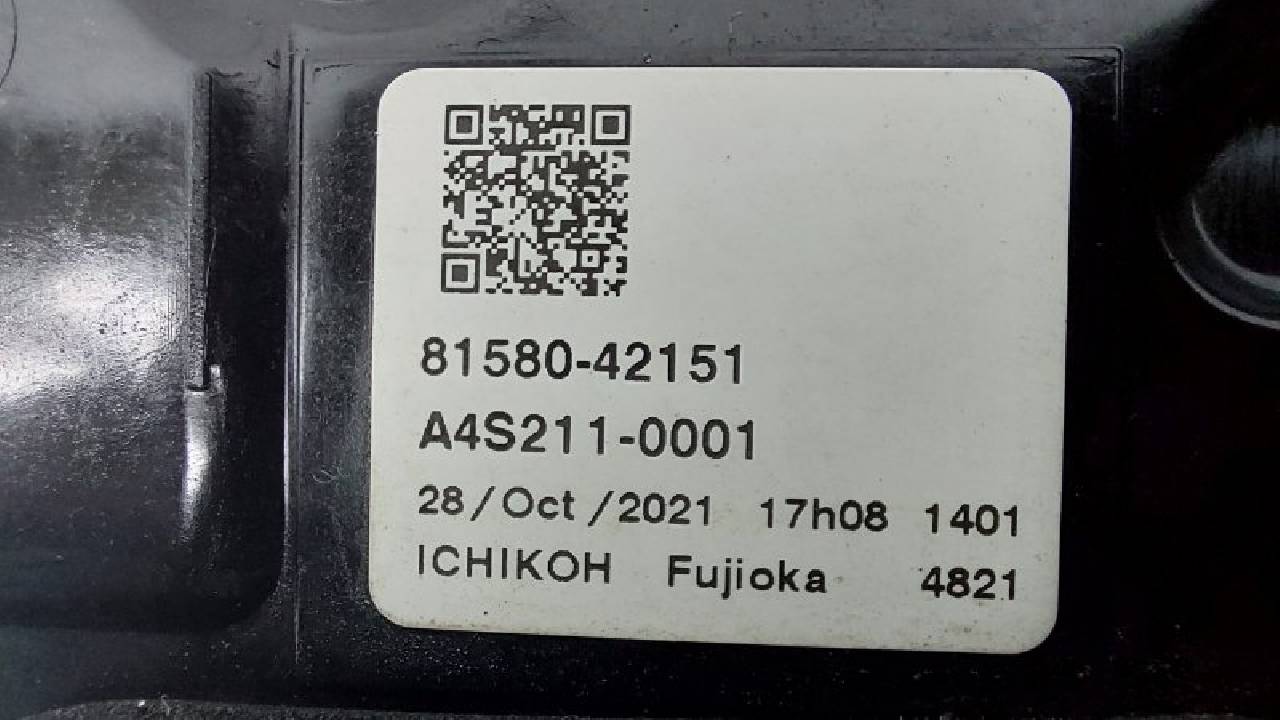 81580-42151
A4S211-0001
28/Oct/2021 17h08 1401
ICHIKOH Fujioka 4821